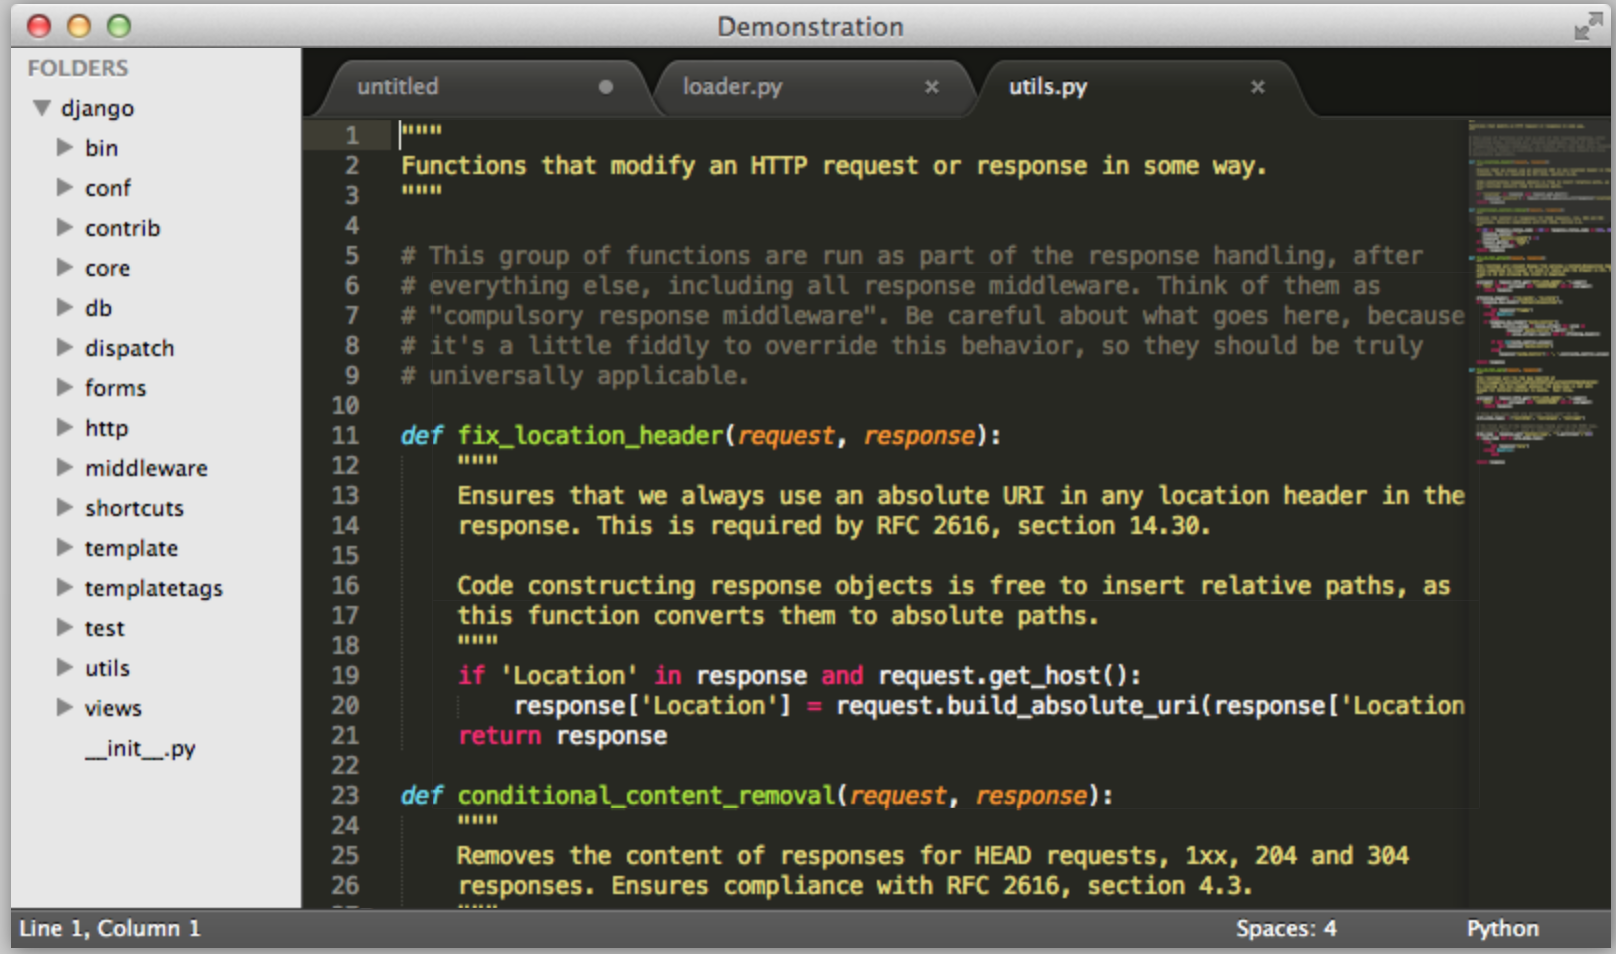 Demonstration
FOLDERS
django
bin
conf
contrib
core
db
dispatch
forms
http
middleware
shortcuts
template
templatetags
test
utils
views
__init__.py
untitled
loader.py
utils.py
1 """
2 Functions that modify an HTTP request or response in some way.
3 """
4
5 # This group of functions are run as part of the response handling, after
6 # everything else, including all response middleware. Think of them as
7 # "compulsory response middleware". Be careful about what goes here, because
8 # it's a little fiddly to override this behavior, so they should be truly
9 # universally applicable.
10
11 def fix_location_header(request, response):
12     """
13     Ensures that we always use an absolute URI in any location header in the
14     response. This is required by RFC 2616, section 14.30.
15
16     Code constructing response objects is free to insert relative paths, as
17     this function converts them to absolute paths.
18     """
19     if 'Location' in response and request.get_host():
20         response['Location'] = request.build_absolute_uri(response['Location
21     return response
22
23 def conditional_content_removal(request, response):
24     """
25     Removes the content of responses for HEAD requests, 1xx, 204 and 304
26     responses. Ensures compliance with RFC 2616, section 4.3.
Line 1, Column 1
Spaces: 4
Python